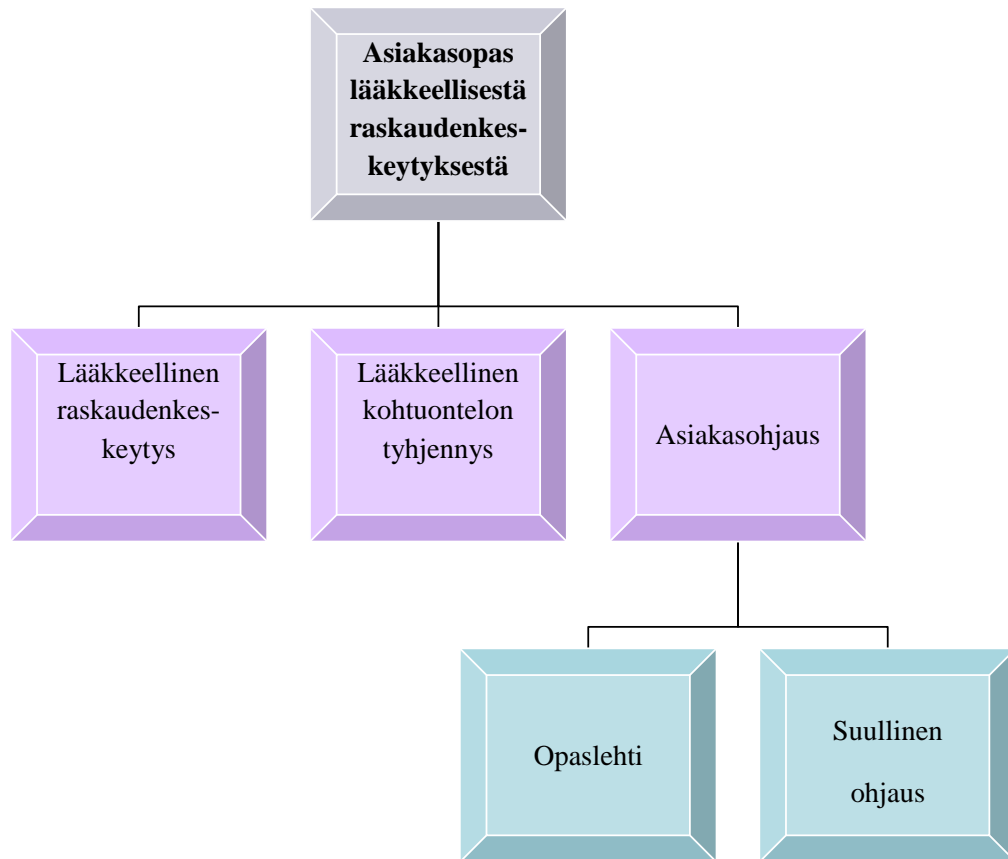 Asiakasopas
lääkkeellisestä
raskaudenkes-
keytyksestä
Lääkkeellinen
raskaudenkes-
keytys
Lääkkeellinen
kohtuontelon
tyhjennys
Asiakasohjaus
Opaslehti
Suullinen
ohjaus